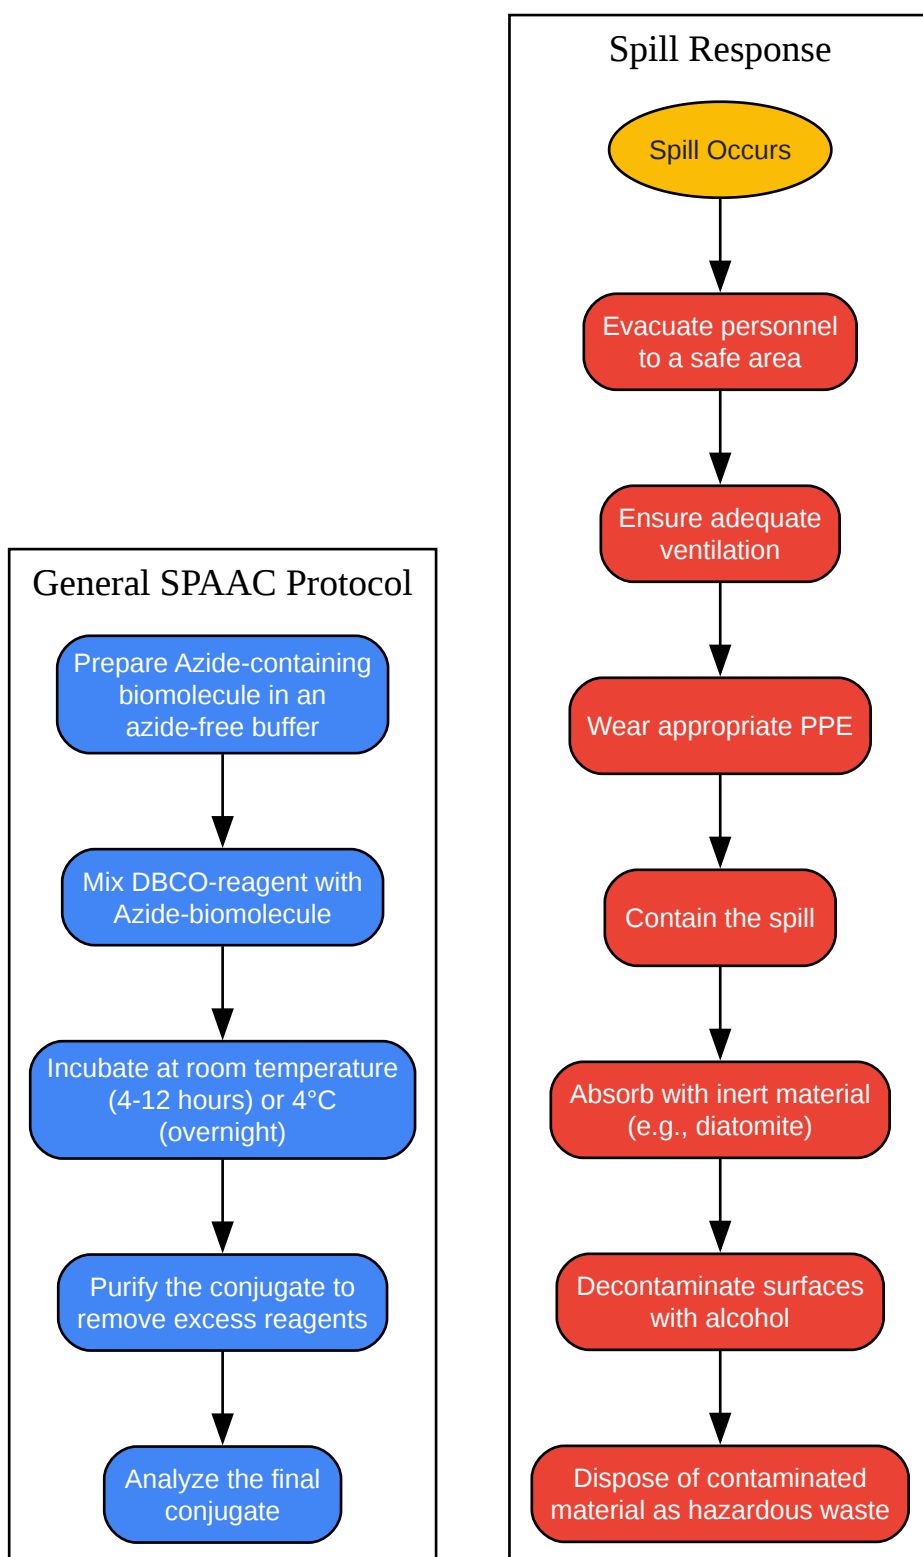 Spill Response
Spill Occurs
Evacuate personnel
to a safe area
Ensure adequate
ventilation
Wear appropriate PPE
Contain the spill
Absorb with inert material
(e.g., diatomite)
Decontaminate surfaces
with alcohol
Dispose of contaminated
material as hazardous waste
General SPAAC Protocol
Prepare Azide-containing
biomolecule in an
azide-free buffer
Mix DBCO-reagent with
Azide-biomolecule
Incubate at room temperature
(4-12 hours) or 4°C
(overnight)
Purify the conjugate to
remove excess reagents
Analyze the final
conjugate